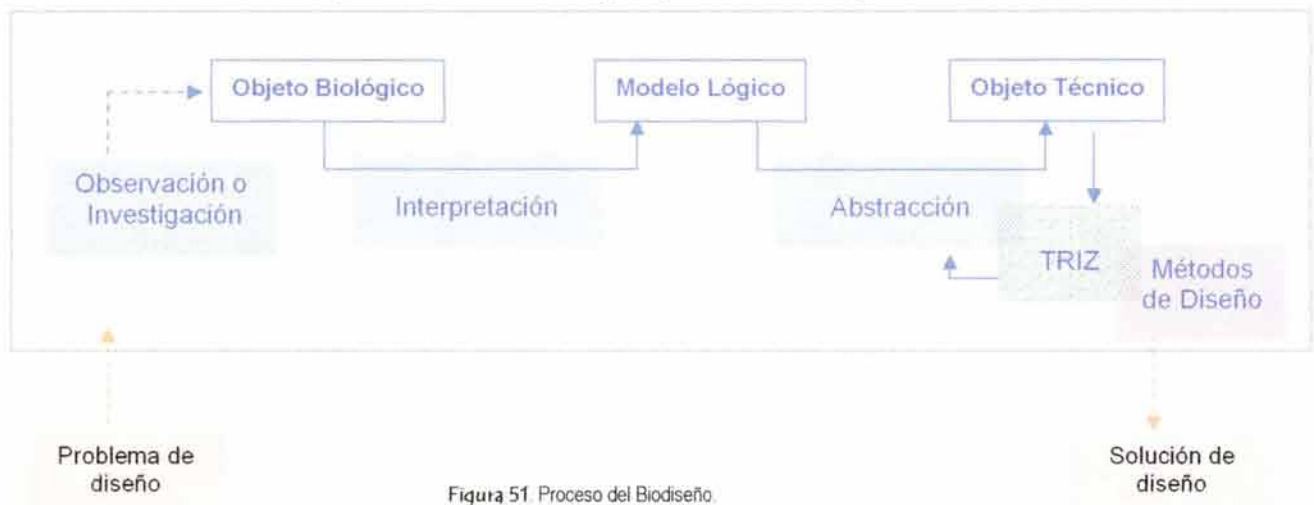 Objeto Biológico
Modelo Lógico
Objeto Técnico
Observación o
Investigación
Interpretación
Abstracción
TRIZ
Métodos
de Diseño
Problema de
diseño
Solución de
diseño
Figura 51. Proceso del Biodiseño.